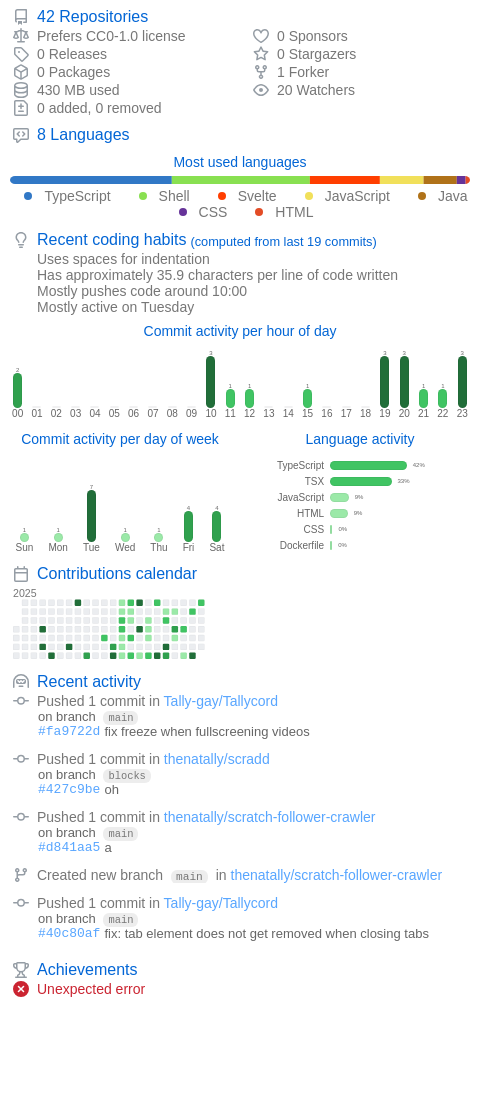 42 Repositories
Prefers CC0-1.0 license
0 Releases
0 Packages
430 MB used
0 added, 0 removed
0 Sponsors
0 Stargazers
1 Forker
20 Watchers
8 Languages
Most used languages
TypeScript Shell Svelte JavaScript Java
CSS HTML
Recent coding habits (computed from last 19 commits)
Uses spaces for indentation
Has approximately 35.9 characters per line of code written
Mostly pushes code around 10:00
Mostly active on Tuesday
Commit activity per hour of day
2 3 1 1 1 3 3 1 1 3
00 01 02 03 04 05 06 07 08 09 10 11 12 13 14 15 16 17 18 19 20 21 22 23
Commit activity per day of week
1 1 7 1 1 4 4
Sun Mon Tue Wed Thu Fri Sat
Language activity
TypeScript 42%
TSX 33%
JavaScript 9%
HTML 9%
CSS 0%
Dockerfile 0%
Contributions calendar
2025
Recent activity
Pushed 1 commit in Tally-gay/Tallycord
on branch main
#fa9722d fix freeze when fullscreening videos
Pushed 1 commit in thenatally/scradd
on branch blocks
#427c9be oh
Pushed 1 commit in thenatally/scratch-follower-crawler
on branch main
#d841aa5 a
Created new branch main in thenatally/scratch-follower-crawler
Pushed 1 commit in Tally-gay/Tallycord
on branch main
#40c80af fix: tab element does not get removed when closing tabs
Achievements
Unexpected error